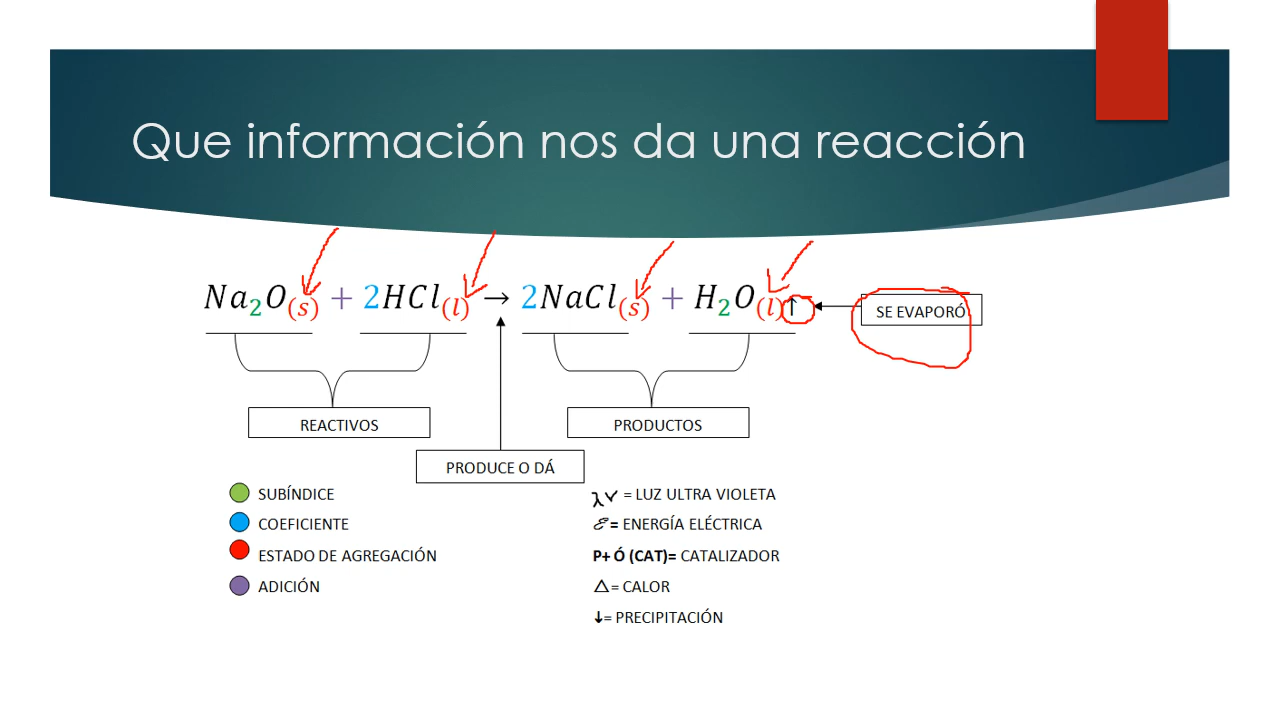 Que información nos da una reacción
Na₂O(s) + 2HCl(l) → 2NaCl(s) + H₂O(l)↑
SE EVAPORÓ
REACTIVOS
PRODUCTOS
PRODUCE O DÁ
SUBÍNDICE
COEFICIENTE
ESTADO DE AGREGACIÓN
ADICIÓN
λ𝜈 = LUZ ULTRA VIOLETA
ℰ= ENERGÍA ELÉCTRICA
P+ Ó (CAT)= CATALIZADOR
△= CALOR
↓= PRECIPITACIÓN